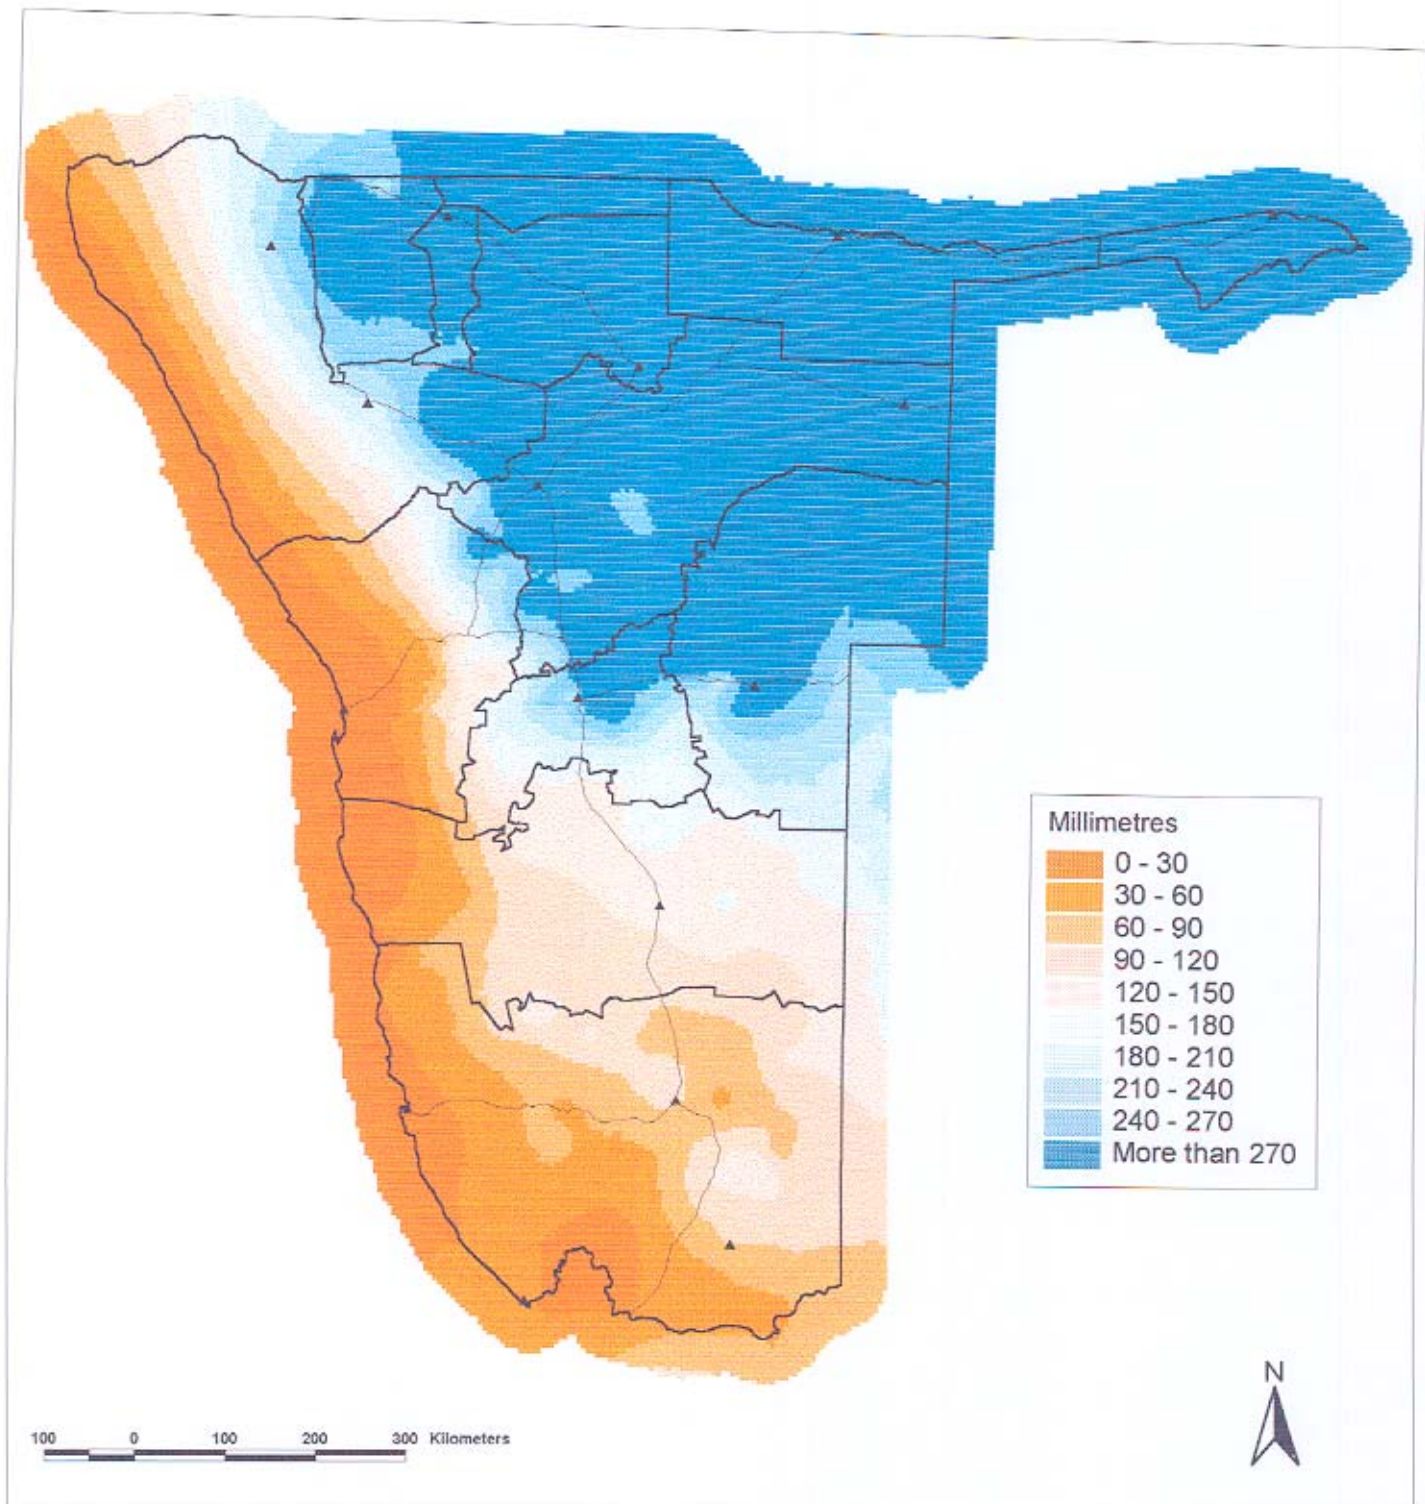 Millimetres
0 - 30
30 - 60
60 - 90
90 - 120
120 - 150
150 - 180
180 - 210
210 - 240
240 - 270
More than 270
N
100 0 100 200 300 Kilometers